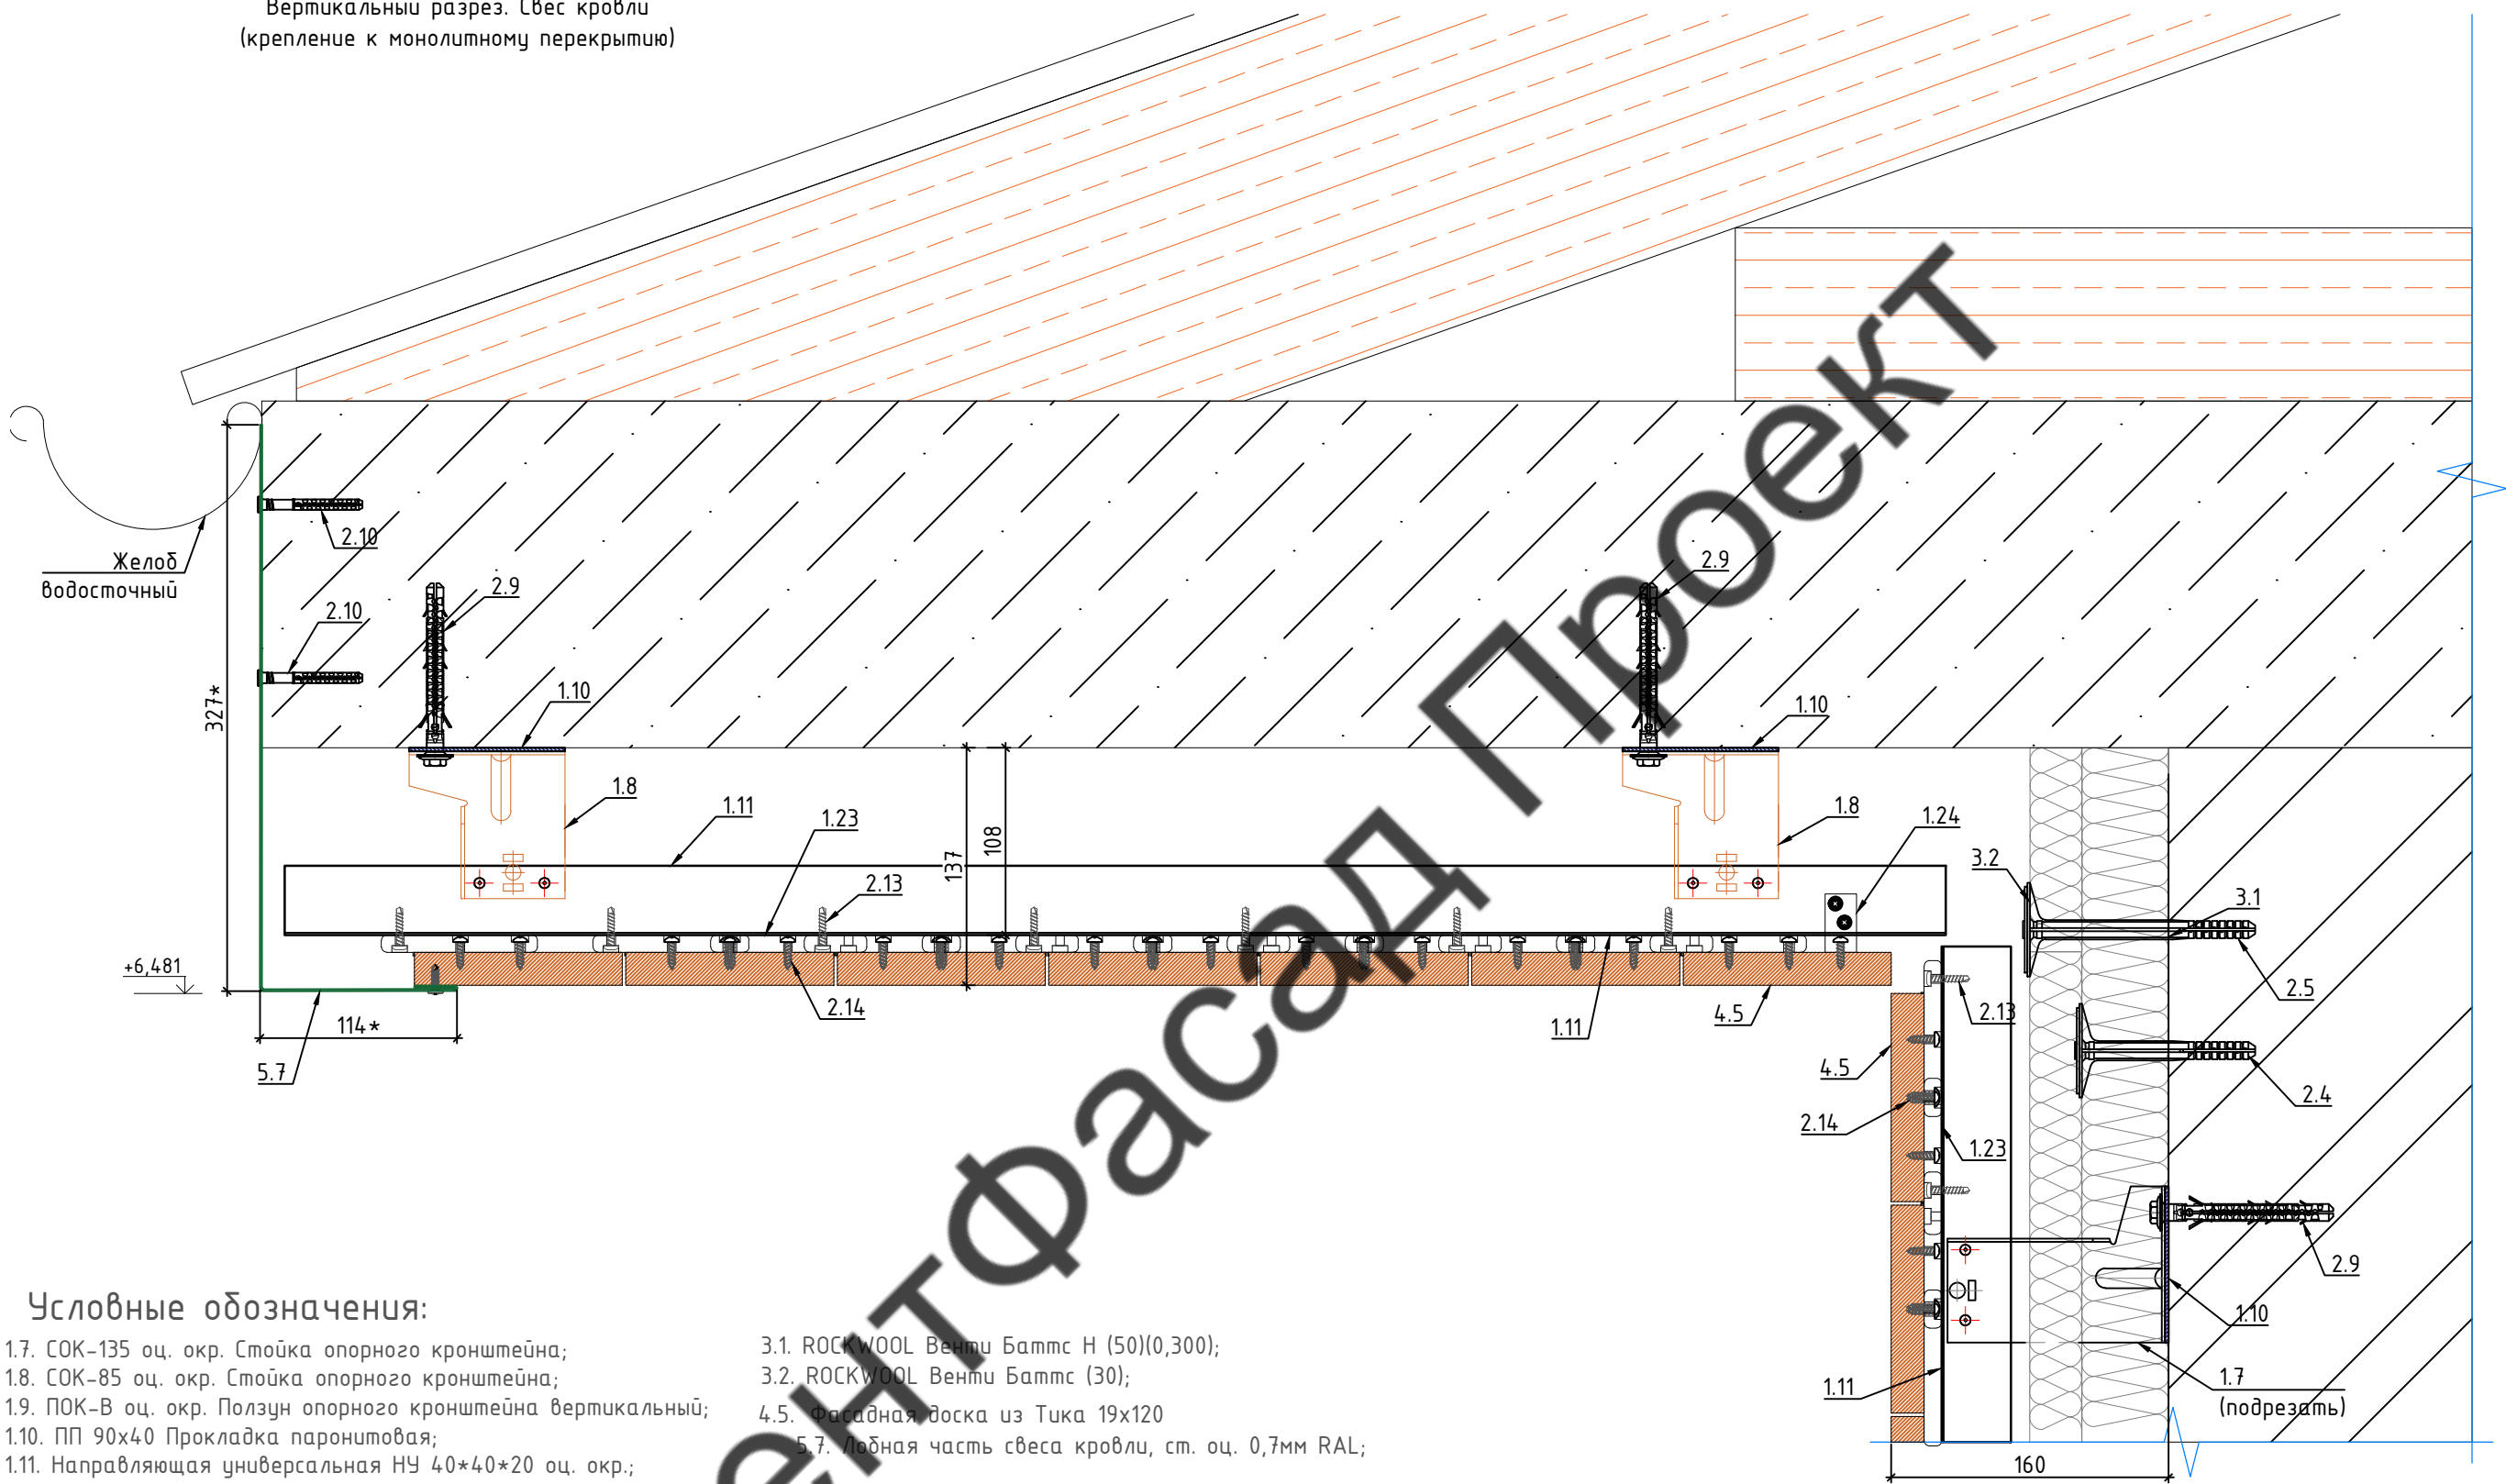 Вертикальный разрез. Свес кровли
(крепление к монолитному перекрытию)
2.10
Желоб
водосточный
2.10
2.9
2.9
1.10
1.10
327*
1.8
1.11
1.23
137
108
1.8
1.24
2.13
3.2
3.1
+6,481
2.14
1.11
4.5
2.13
2.5
114*
5.7
4.5
2.4
2.14
1.23
2.9
1.10
1.11
1.7
(подрезать)
160
Условные обозначения:
1.7. СОК-135 оц. окр. Стойка опорного кронштейна;
1.8. СОК-85 оц. окр. Стойка опорного кронштейна;
1.9. ПОК-В оц. окр. Ползун опорного кронштейна вертикальный;
1.10. ПП 90х40 Прокладка паронитовая;
1.11. Направляющая универсальная НУ 40*40*20 оц. окр.;
3.1. ROCKWOOL Венти Баттс Н (50)(0,300);
3.2. ROCKWOOL Венти Баттс (30);
4.5. Фасадная доска из Тика 19х120
5.7. Лобная часть свеса кровли, ст. оц. 0,7мм RAL;
ентФасад Проект